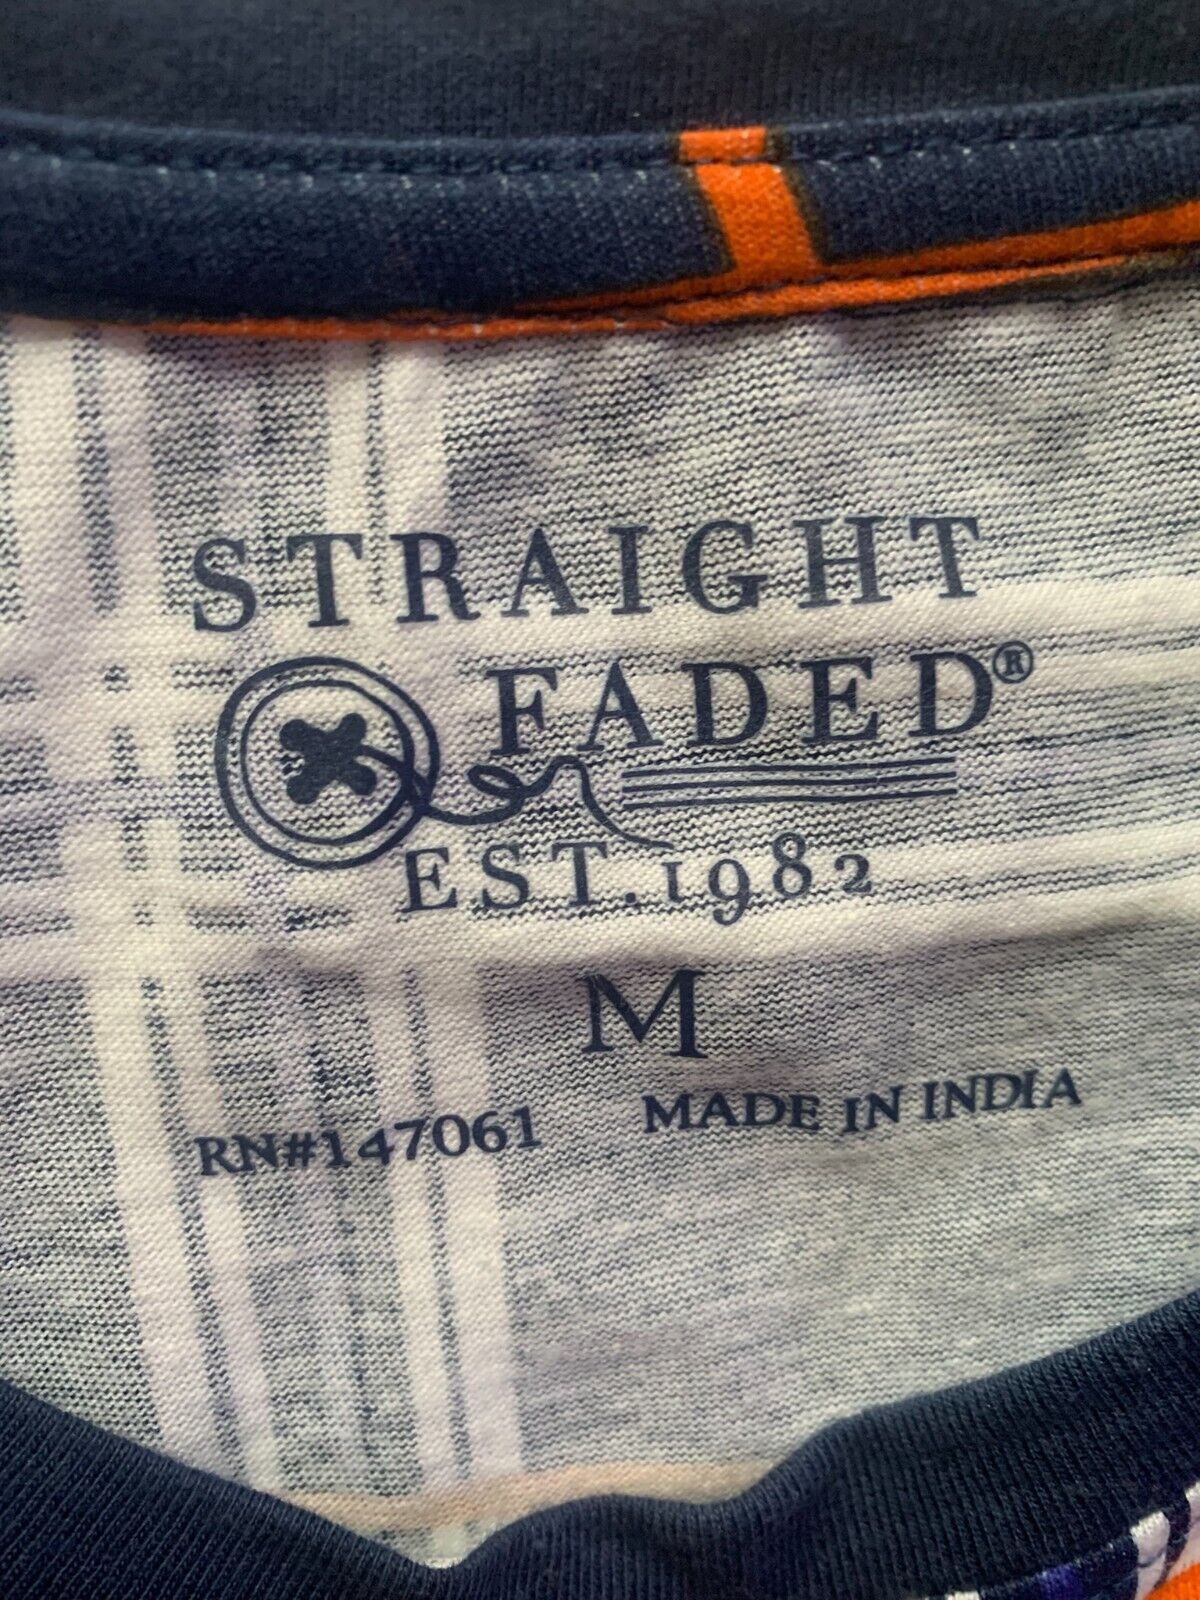 STRAIGHT
FADED®
EST. 1982
M
RN#147061 MADE IN INDIA